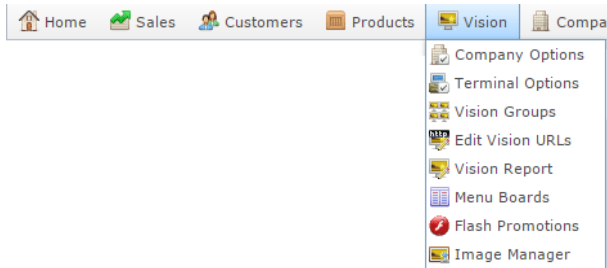 Home Sales Customers Products Vision Compa
Company Options
Terminal Options
Vision Groups
http Edit Vision URLs
Vision Report
Menu Boards
Flash Promotions
Image Manager